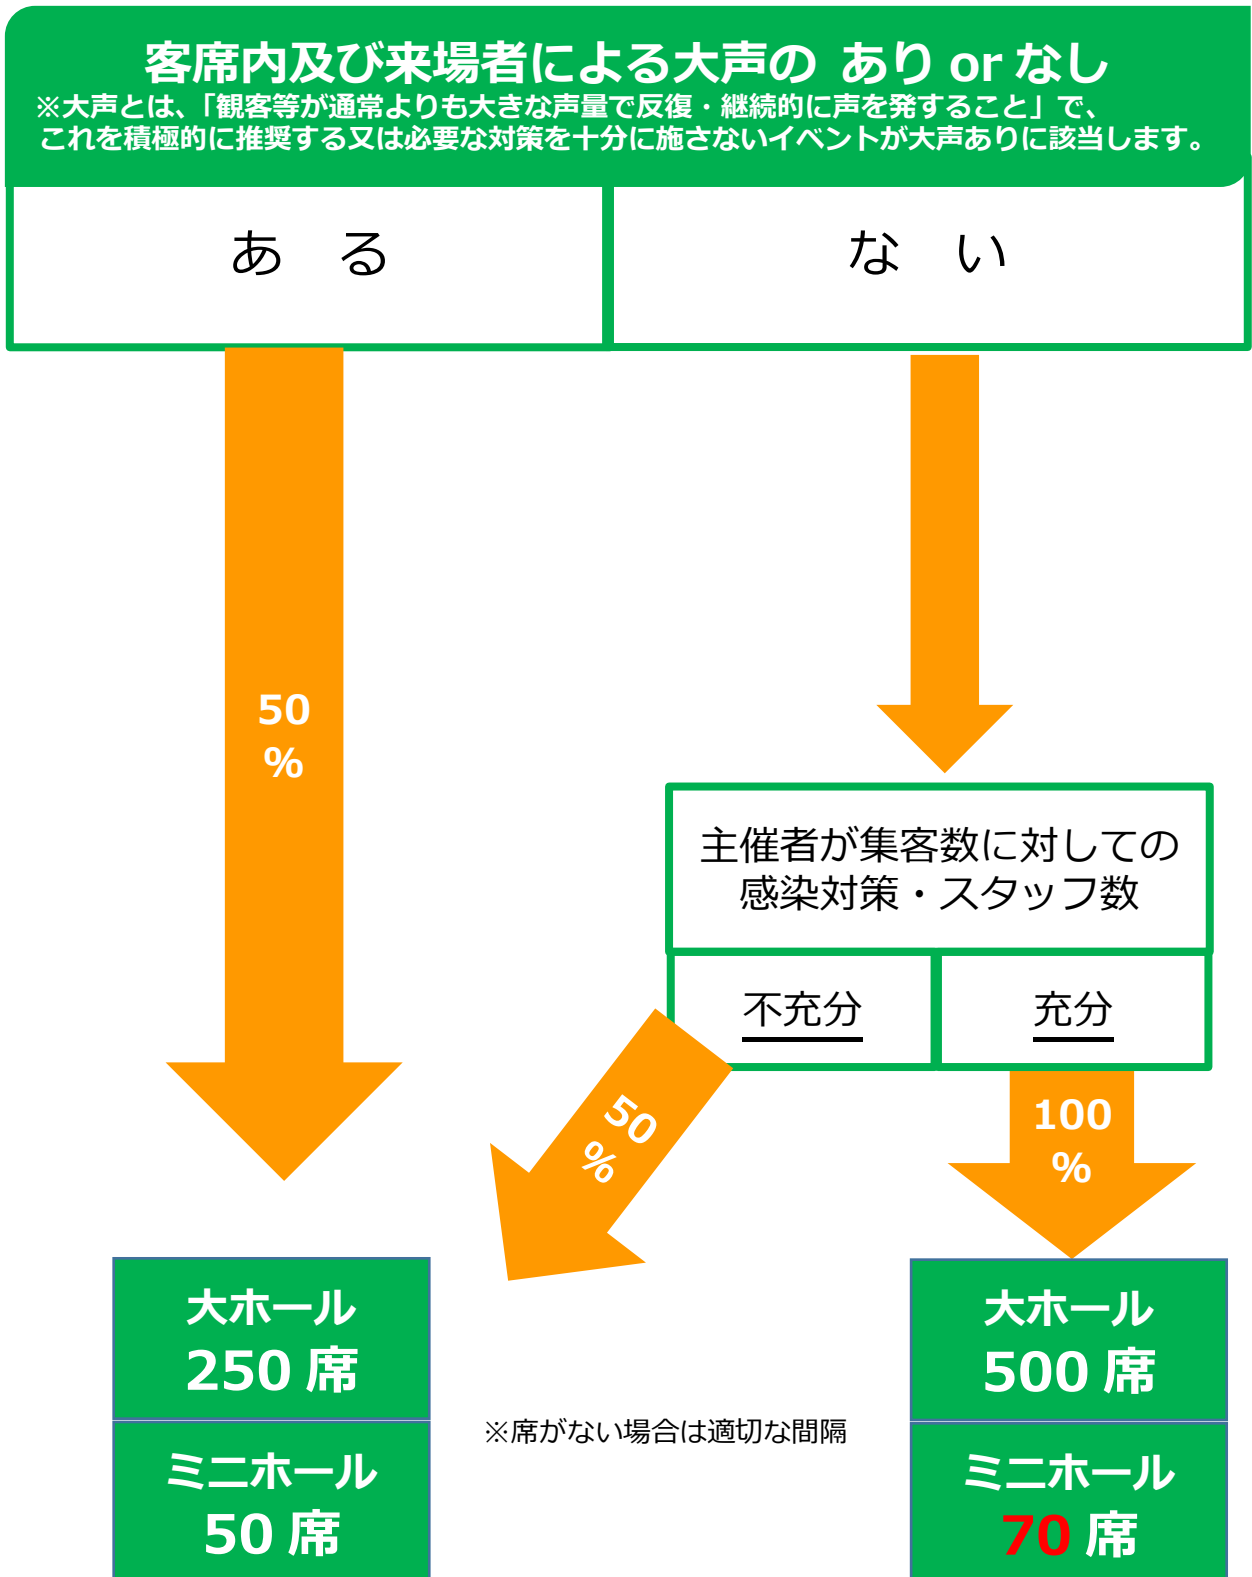 客席内及び来場者による大声の あり or なし
※大声とは、「観客等が通常よりも大きな声量で反復・継続的に声を発すること」で、
これを積極的に推奨する又は必要な対策を十分に施さないイベントが大声ありに該当します。
ある
ない
50
%
主催者が集客数に対しての
感染対策・スタッフ数
不充分
充分
50
%
100
%
大ホール
250 席
ミニホール
50 席
※席がない場合は適切な間隔
大ホール
500 席
ミニホール
70 席